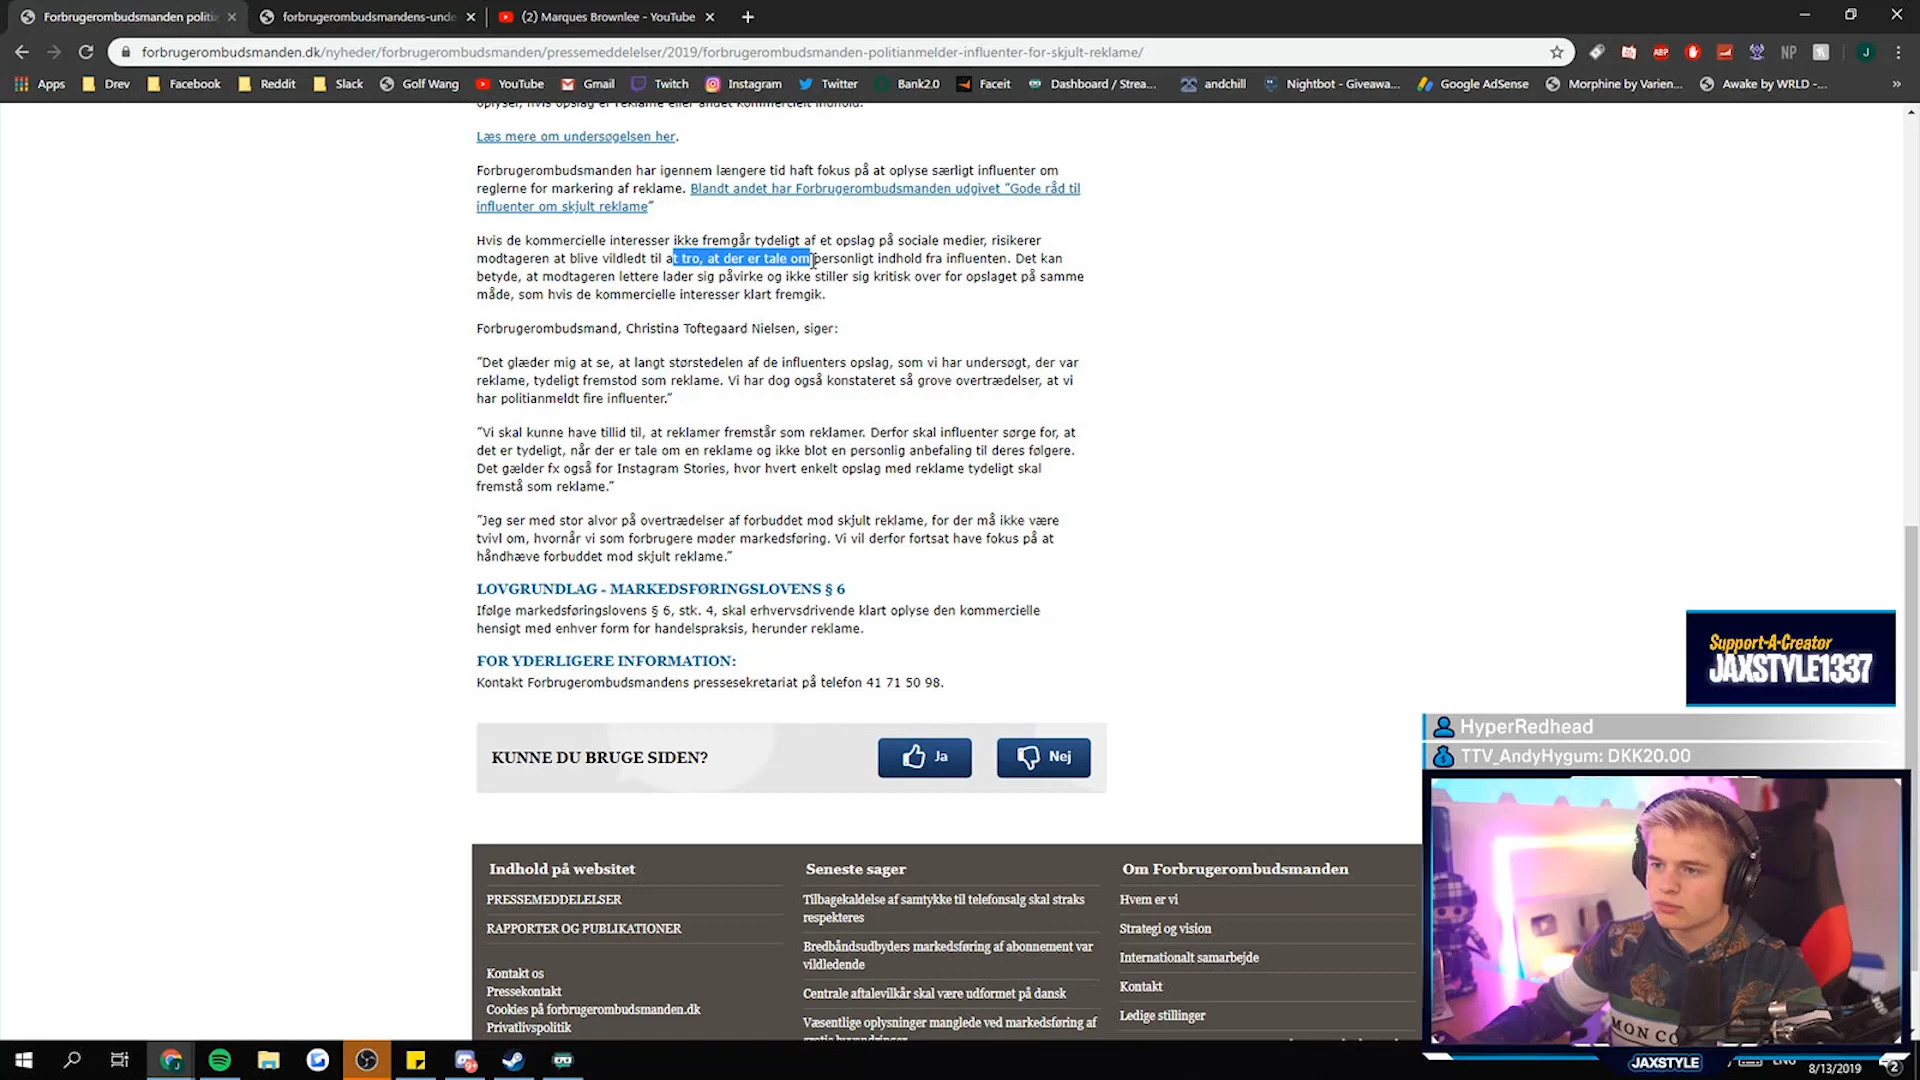 Forbrugerombudsmanden politi
forbrugerombudsmandens-unde
(2) Marques Brownlee - YouTube
forbrugerombudsmanden.dk/nyheder/forbrugerombudsmanden/pressemeddelelser/2019/forbrugerombudsmanden-politianmelder-influenter-for-skjult-reklame/
ABP
NP
J
Apps
Drev
Facebook
Reddit
Slack
Golf Wang
YouTube
Gmail
Twitch
Instagram
Twitter
Bank2.0
Faceit
Dashboard / Strea...
andchill
Nightbot - Giveawa...
Google AdSense
Morphine by Varien...
Awake by WRLD -...
oplyser, hvis opslag er reklame eller andet kommercielt indhold.
Læs mere om undersøgelsen her.
Forbrugerombudsmanden har igennem længere tid haft fokus på at oplyse særligt influenter om
reglerne for markering af reklame. Blandt andet har Forbrugerombudsmanden udgivet "Gode råd til
influenter om skjult reklame"
Hvis de kommercielle interesser ikke fremgår tydeligt af et opslag på sociale medier, risikerer
modtageren at blive vildledt til at tro, at der er tale om personligt indhold fra influenten. Det kan
betyde, at modtageren lettere lader sig påvirke og ikke stiller sig kritisk over for opslaget på samme
måde, som hvis de kommercielle interesser klart fremgik.
Forbrugerombudsmand, Christina Toftegaard Nielsen, siger:
"Det glæder mig at se, at langt størstedelen af de influenters opslag, som vi har undersøgt, der var
reklame, tydeligt fremstod som reklame. Vi har dog også konstateret så grove overtrædelser, at vi
har politianmeldt fire influenter."
"Vi skal kunne have tillid til, at reklamer fremstår som reklamer. Derfor skal influenter sørge for, at
det er tydeligt, når der er tale om en reklame og ikke blot en personlig anbefaling til deres følgere.
Det gælder fx også for Instagram Stories, hvor hvert enkelt opslag med reklame tydeligt skal
fremstå som reklame."
"Jeg ser med stor alvor på overtrædelser af forbuddet mod skjult reklame, for der må ikke være
tvivl om, hvornår vi som forbrugere møder markedsføring. Vi vil derfor fortsat have fokus på at
håndhæve forbuddet mod skjult reklame."
LOVGRUNDLAG - MARKEDSFØRINGSLOVENS § 6
Ifølge markedsføringslovens § 6, stk. 4, skal erhvervsdrivende klart oplyse den kommercielle
hensigt med enhver form for handelspraksis, herunder reklame.
FOR YDERLIGERE INFORMATION:
Kontakt Forbrugerombudsmandens pressesekretariat på telefon 41 71 50 98.
KUNNE DU BRUGE SIDEN?
Ja
Nej
Indhold på websitet
PRESSEMEDDELELSER
RAPPORTER OG PUBLIKATIONER
Kontakt os
Pressekontakt
Cookies på forbrugerombudsmanden.dk
Privatlivspolitik
Seneste sager
Tilbagekaldelse af samtykke til telefonsalg skal straks
respekteres
Bredbåndsudbyders markedsføring af abonnement var
vildledende
Centrale aftalevilkår skal være udformet på dansk
Væsentlige oplysninger manglede ved markedsføring af
Om Forbrugerombudsmanden
Hvem er vi
Strategi og vision
Internationalt samarbejde
Kontakt
Ledige stillinger
Support-A-Creator
JAXSTYLE1337
HyperRedhead
TTV_AndyHygum: DKK20.00
MON CO
JAXSTYLE
ENG
8/13/2019
2